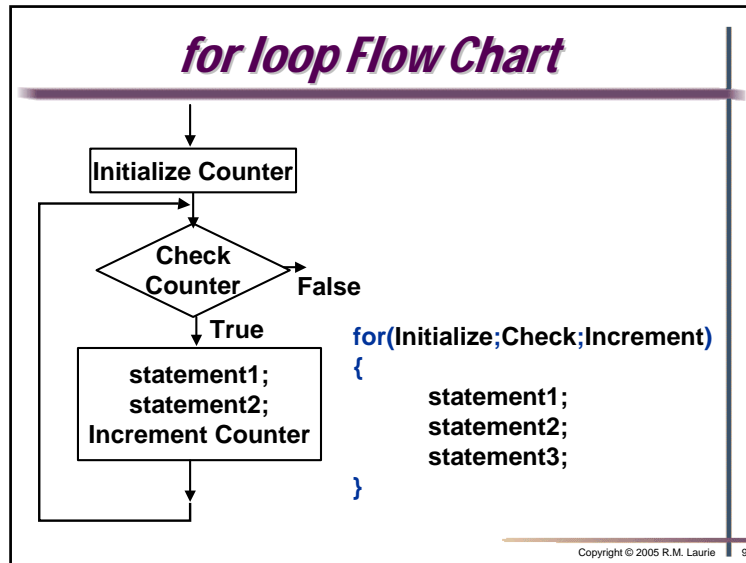 for loop Flow Chart
Initialize Counter
Check
Counter
False
True
statement1;
statement2;
Increment Counter
for(Initialize;Check;Increment)
{
statement1;
statement2;
statement3;
}
Copyright © 2005 R.M. Laurie 9